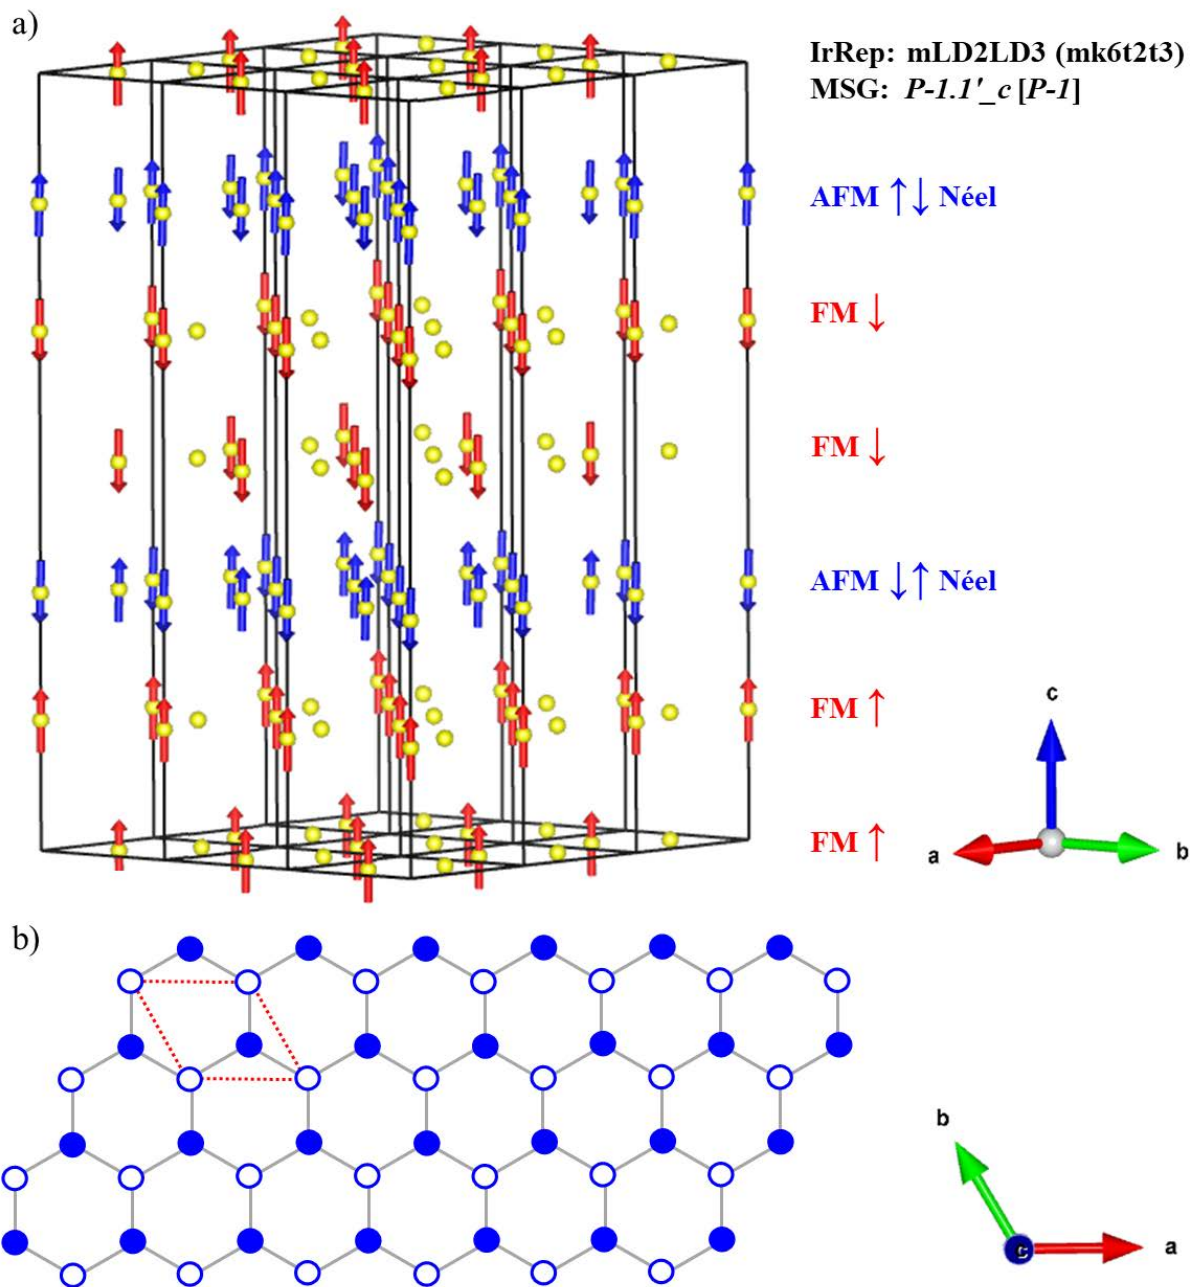 a)
IrRep: mLD2LD3 (mk6t2t3)
MSG: P-1.1'_c [P-1]
AFM ↑↓ Néel
FM ↓
FM ↓
AFM ↓↑ Néel
FM ↑
FM ↑
c
a
b
b)
b
c
a